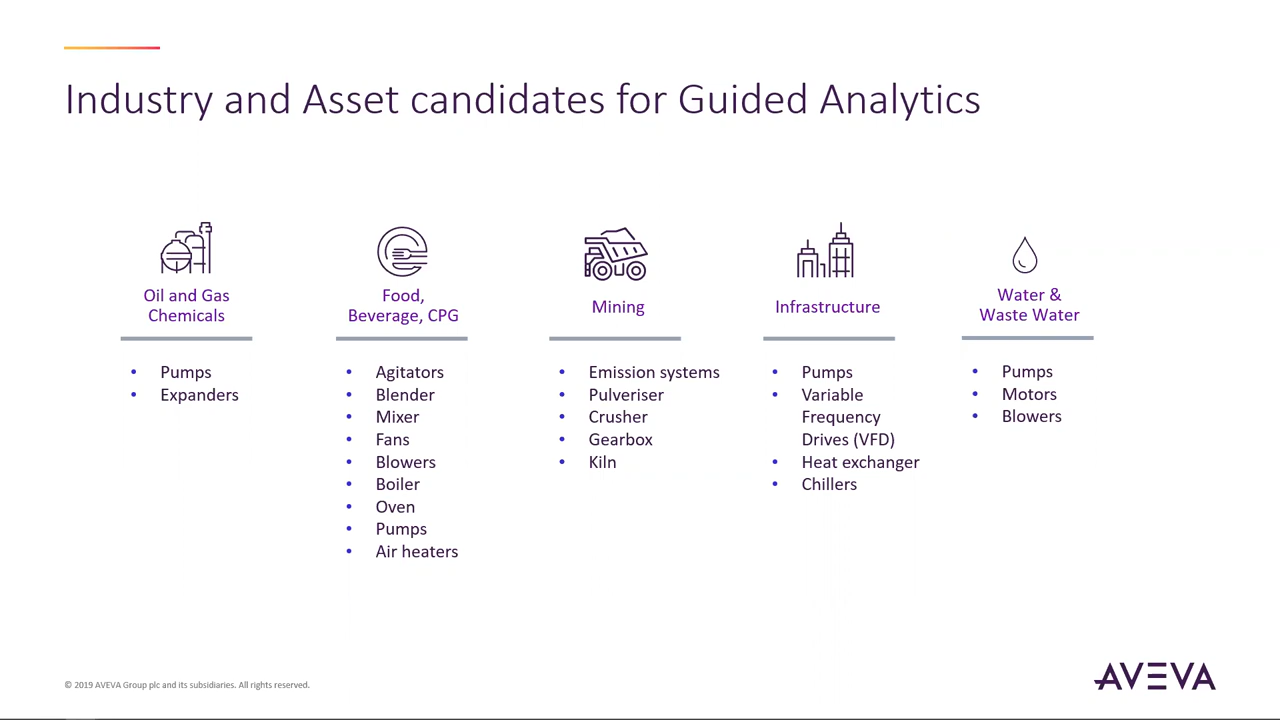 Industry and Asset candidates for Guided Analytics
Oil and Gas
Chemicals
• Pumps
• Expanders
Food,
Beverage, CPG
• Agitators
• Blender
• Mixer
• Fans
• Blowers
• Boiler
• Oven
• Pumps
• Air heaters
Mining
• Emission systems
• Pulveriser
• Crusher
• Gearbox
• Kiln
Infrastructure
• Pumps
• Variable
Frequency
Drives (VFD)
• Heat exchanger
• Chillers
Water &
Waste Water
• Pumps
• Motors
• Blowers
© 2019 AVEVA Group plc and its subsidiaries. All rights reserved.
AVEVA